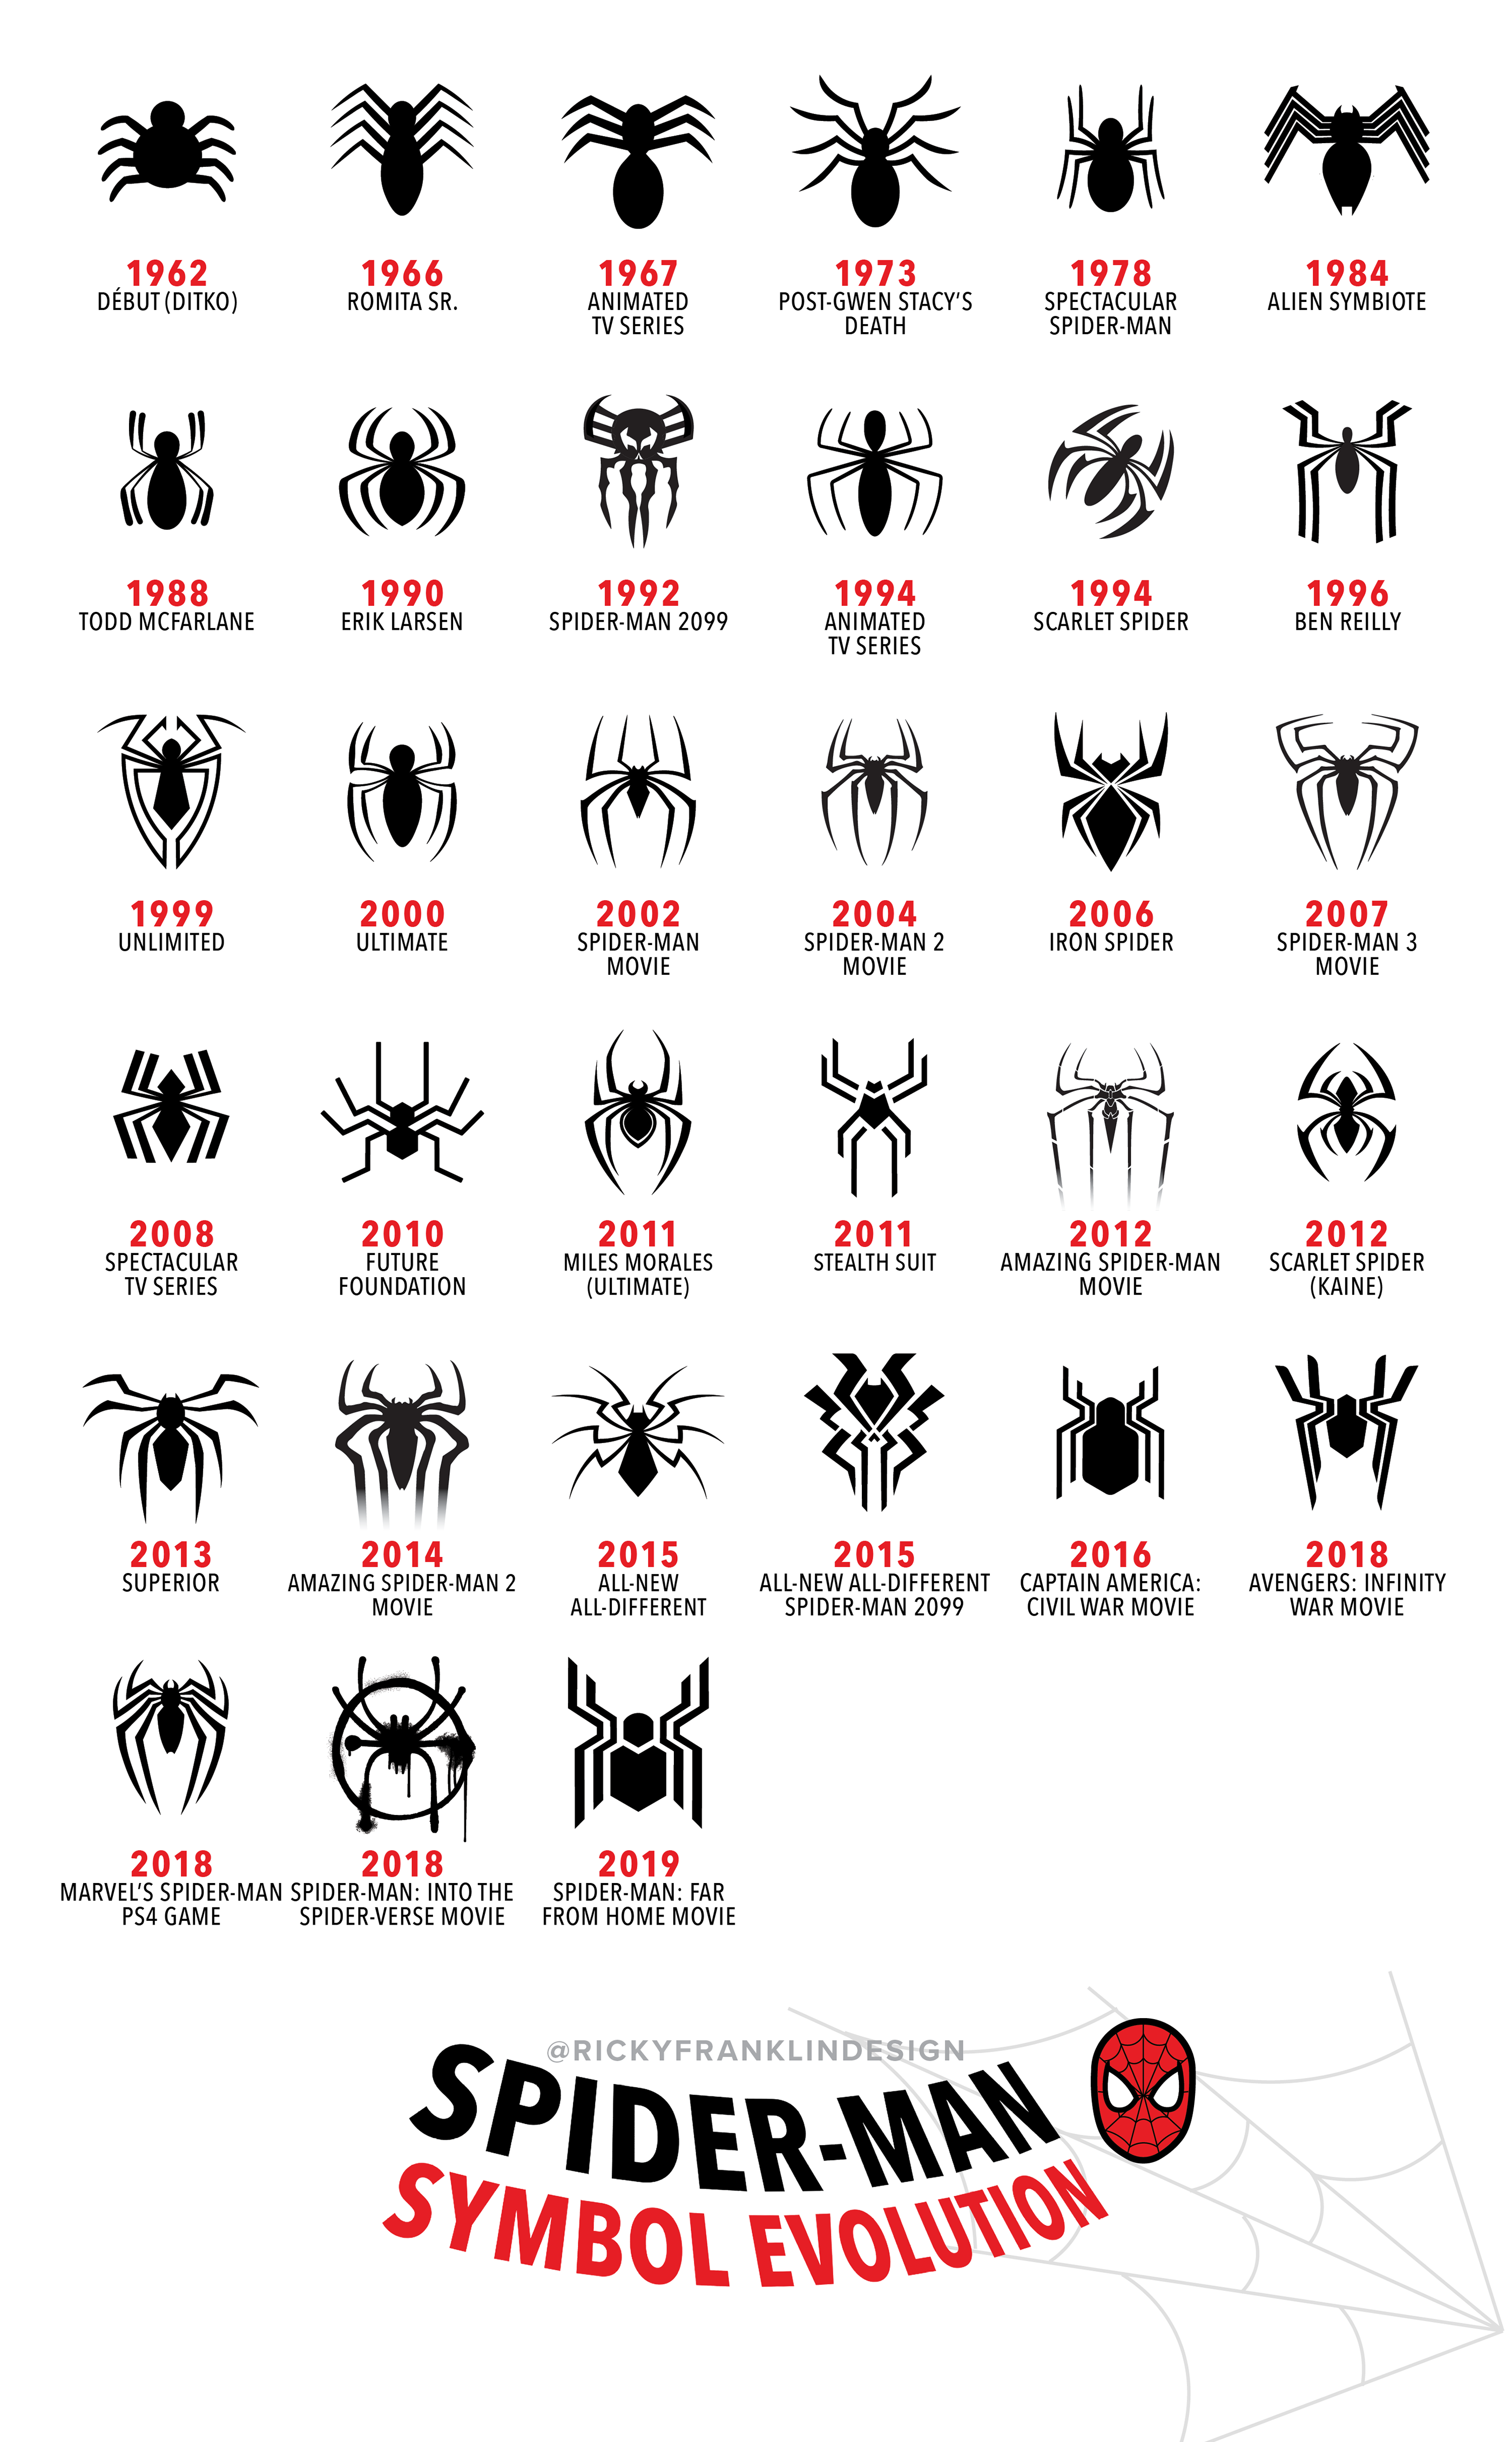 1962 1966 1967 1973 1978 1984
DÉBUT (DITKO) ROMITA SR. ANIMATED POST-GWEN STACY'S SPECTACULAR ALIEN SYMBIOTE
TV SERIES DEATH SPIDER-MAN
1988 1990 1992 1994 1994 1996
TODD MCFARLANE ERIK LARSEN SPIDER-MAN 2099 ANIMATED SCARLET SPIDER BEN REILLY
TV SERIES
1999 2000 2002 2004 2006 2007
UNLIMITED ULTIMATE SPIDER-MAN SPIDER-MAN 2 IRON SPIDER SPIDER-MAN 3
MOVIE MOVIE MOVIE
2008 2010 2011 2011 2012 2012
SPECTACULAR FUTURE MILES MORALES STEALTH SUIT AMAZING SPIDER-MAN SCARLET SPIDER
TV SERIES FOUNDATION (ULTIMATE) MOVIE (KAINE)
2013 2014 2015 2015 2016 2018
SUPERIOR AMAZING SPIDER-MAN 2 ALL-NEW ALL-NEW ALL-DIFFERENT CAPTAIN AMERICA: AVENGERS: INFINITY
MOVIE ALL-DIFFERENT SPIDER-MAN 2099 CIVIL WAR MOVIE WAR MOVIE
2018 2018 2019
MARVEL'S SPIDER-MAN SPIDER-MAN: INTO THE SPIDER-MAN: FAR
PS4 GAME SPIDER-VERSE MOVIE FROM HOME MOVIE
@RICKYFRANKLINDESIGN
SPIDER-MAN
SYMBOL EVOLUTION